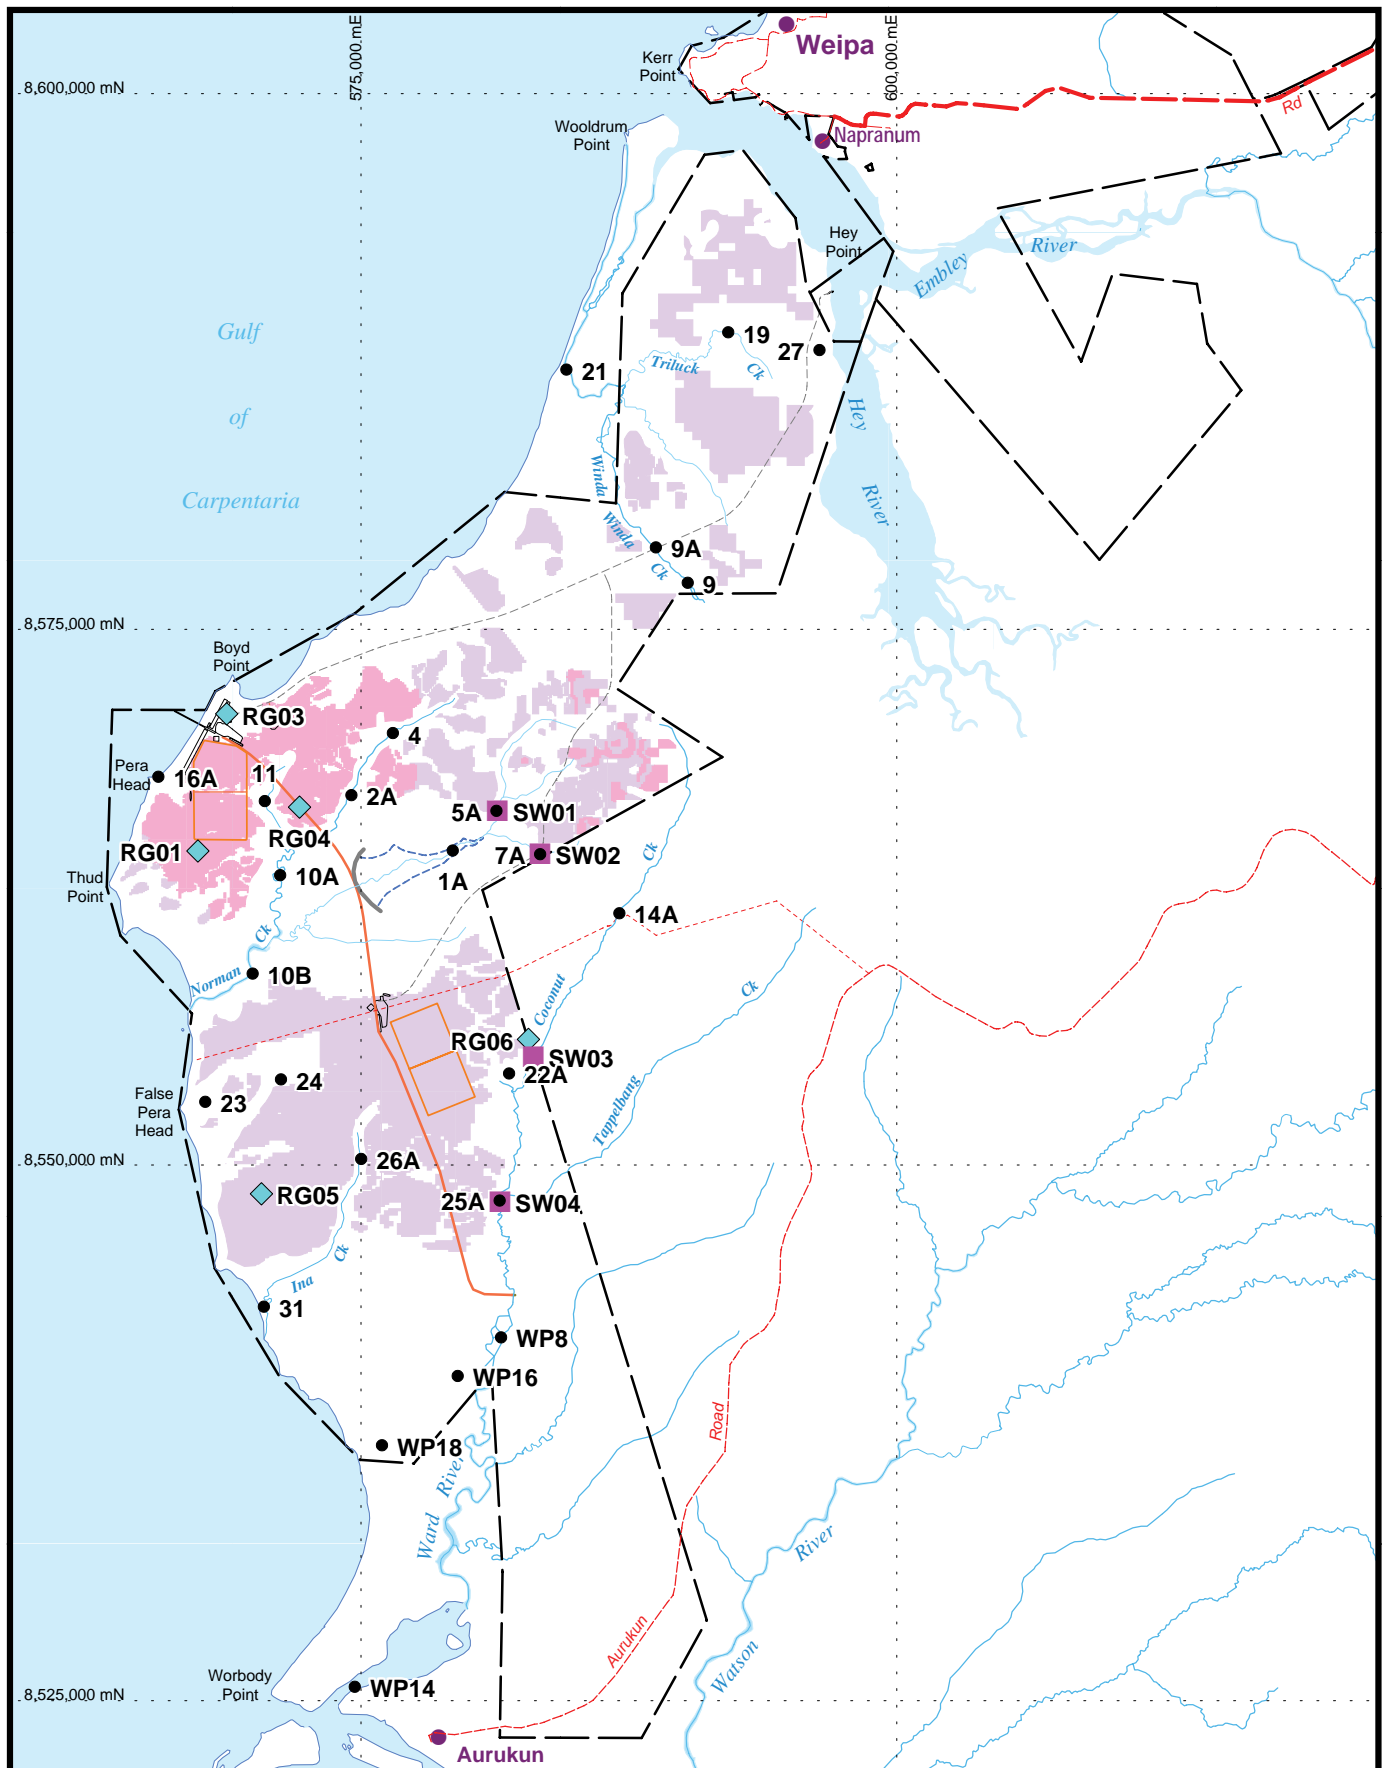 Weipa
Kerr
Point
575,000 mE
600,000 mE
8,600,000 mN
Rd
Wooldrum
Point
Napranum
Hey
Point
River
Embley
Gulf
of
Carpentaria
19
27
21
Triluck
Ck
Hey
River
Winda
Winda
Ck
9A
9
8,575,000 mN
Boyd
Point
RG03
4
Pera
Head
16A
11
2A
5A
SW01
RG04
RG01
7A
SW02
Ck
Thud
Point
10A
1A
14A
Ck
Norman
10B
Coconut
Ck
RG06
SW03
22A
24
23
False
Pera
Head
Tappelbang
26A
8,550,000 mN
RG05
25A
SW04
Ck
Ina
31
WP8
WP16
Road
WP18
River
Ward
River
Aurukun
Watson
Worbody
Point
WP14
8,525,000 mN
Aurukun